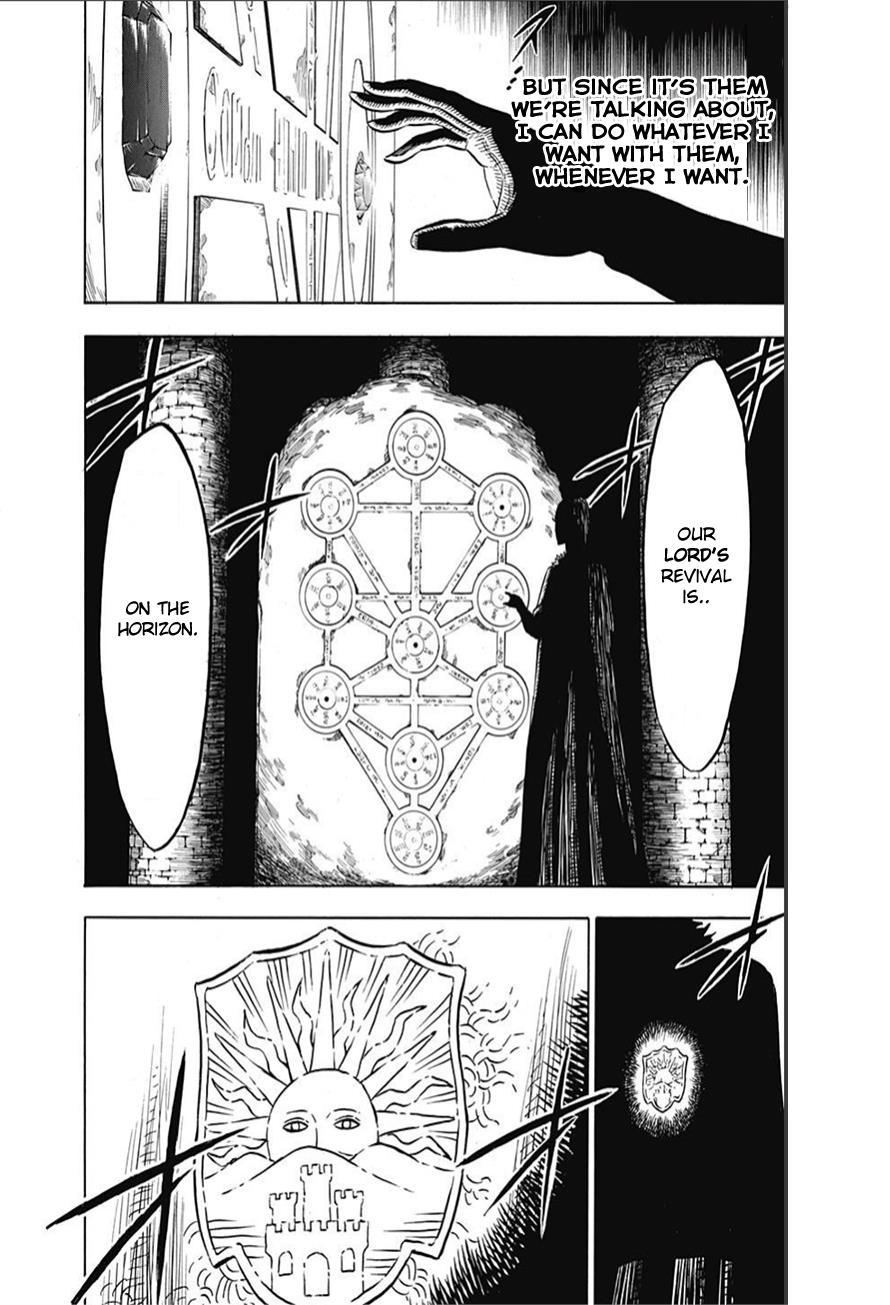 BUT SINCE IT'S THEM
WE'RE TALKING ABOUT,
I CAN DO WHATEVER I
WANT WITH THEM,
WHENEVER I WANT.
OUR
LORD'S
REVIVAL
IS..
ON THE
HORIZON.